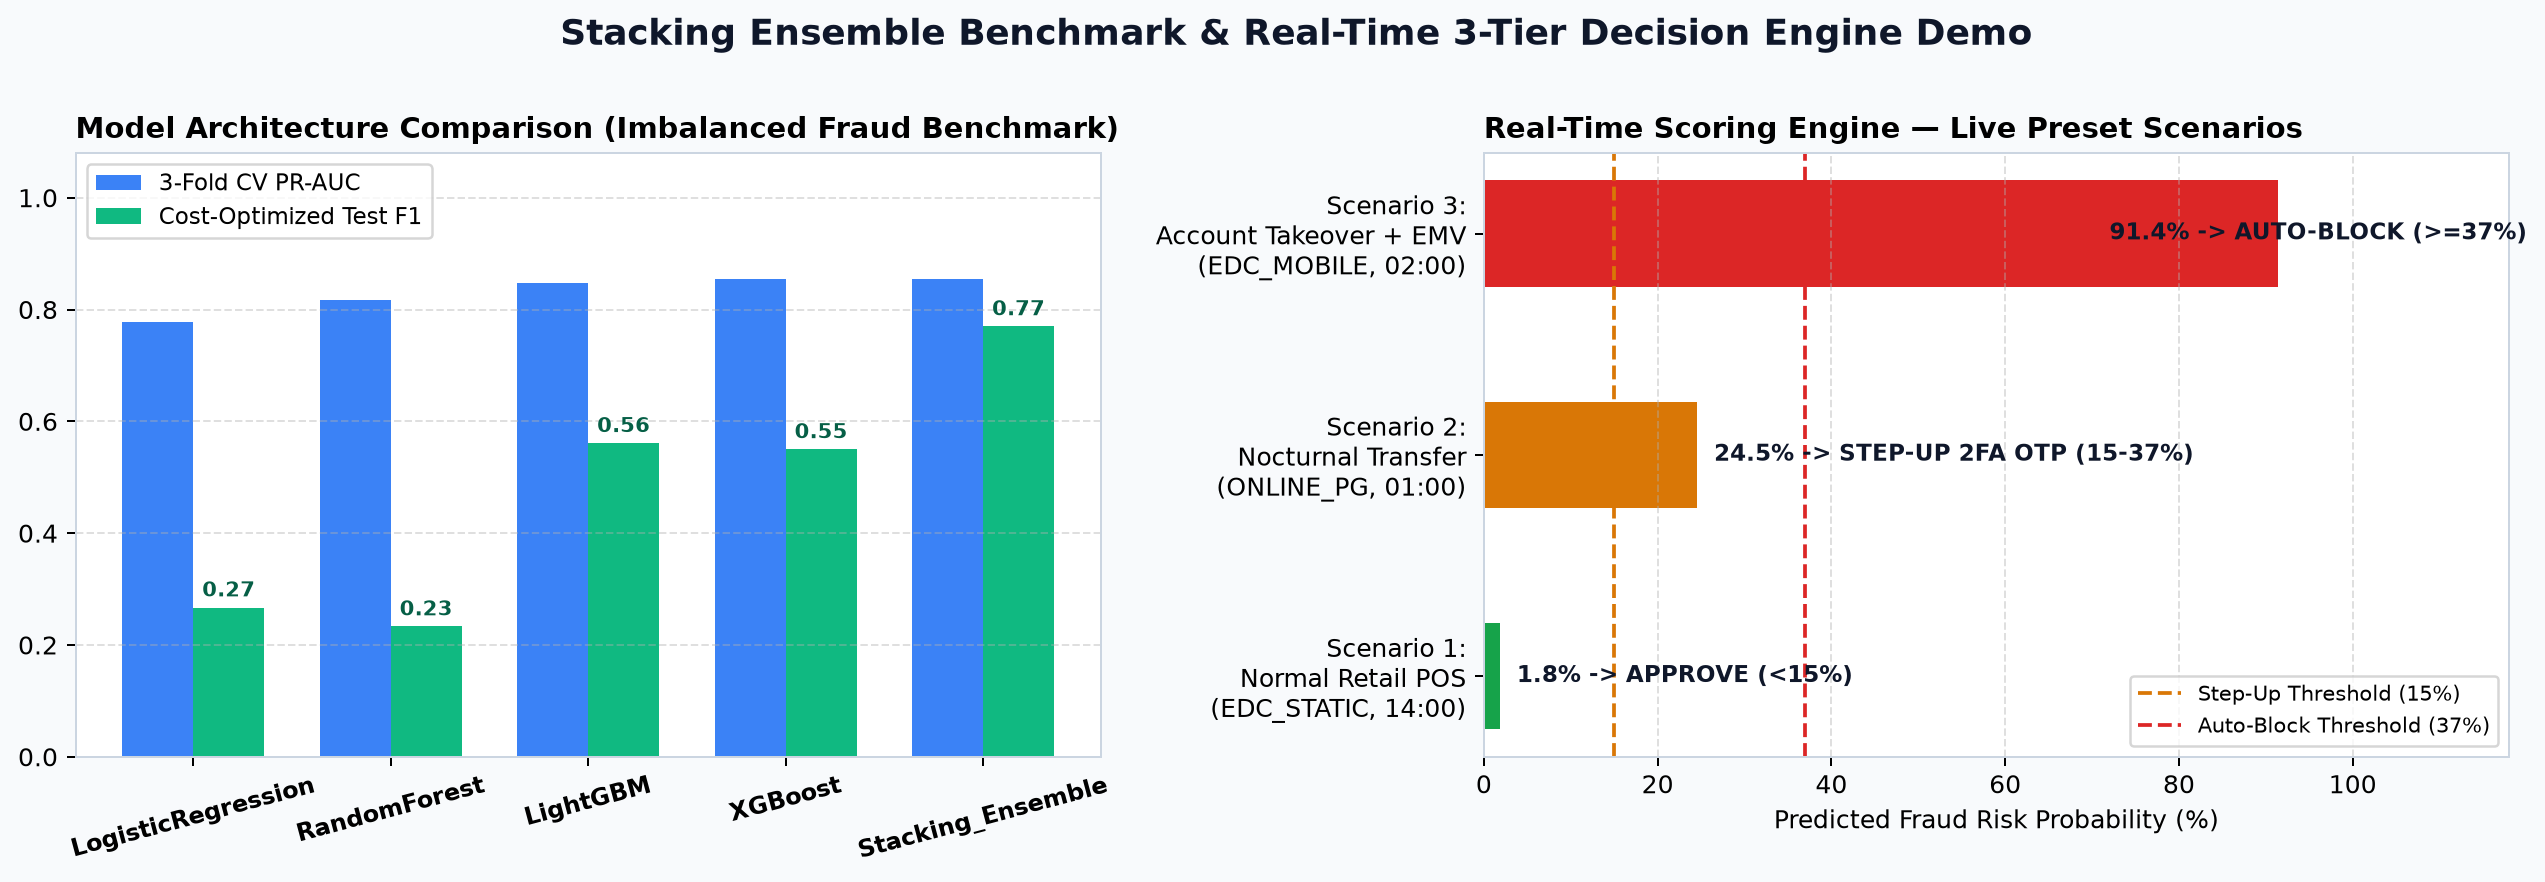 Stacking Ensemble Benchmark & Real-Time 3-Tier Decision Engine Demo
Model Architecture Comparison (Imbalanced Fraud Benchmark)
3-Fold CV PR-AUC
Cost-Optimized Test F1
1.0
0.8
0.6
0.4
0.2
0.0
0.27
0.23
0.56
0.55
0.77
LogisticRegression
RandomForest
LightGBM
XGBoost
Stacking_Ensemble
Real-Time Scoring Engine — Live Preset Scenarios
Scenario 3:
Account Takeover + EMV
(EDC_MOBILE, 02:00)
91.4% -> AUTO-BLOCK (>=37%)
Scenario 2:
Nocturnal Transfer
(ONLINE_PG, 01:00)
24.5% -> STEP-UP 2FA OTP (15-37%)
Scenario 1:
Normal Retail POS
(EDC_STATIC, 14:00)
1.8% -> APPROVE (<15%)
Step-Up Threshold (15%)
Auto-Block Threshold (37%)
0
20
40
60
80
100
Predicted Fraud Risk Probability (%)